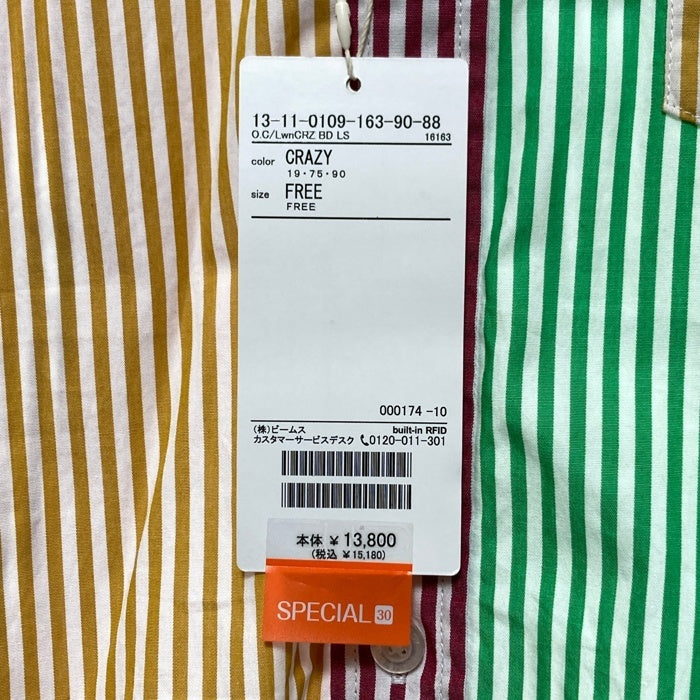 13-11-0109-163-90-88
O.C/LwnCRZ BD LS 16163
color CRAZY
19・75・90
size FREE
FREE
000174 -10
(株)ビームス built-in RFID
カスタマーサービスデスク 📞0120-011-301
本体 ¥ 13,800
(税込 ¥15,180)
SPECIAL 30